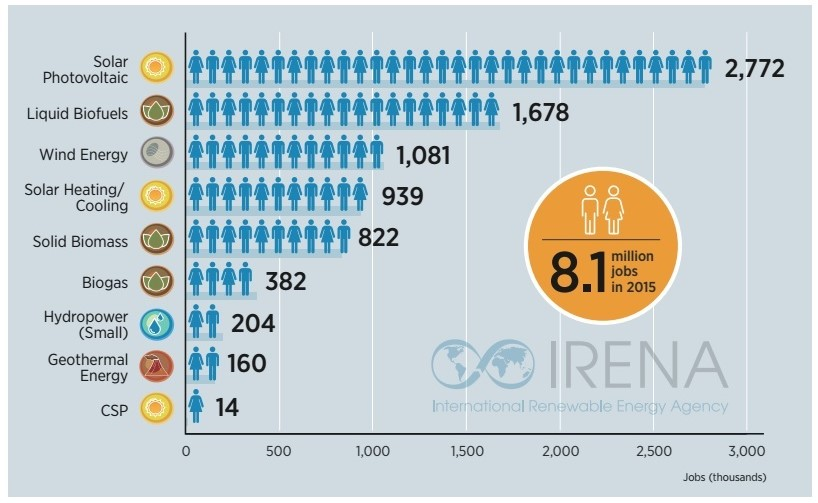 Solar
Photovoltaic
2,772
Liquid Biofuels
1,678
Wind Energy
1,081
Solar Heating/
Cooling
939
Solid Biomass
822
Biogas
382
Hydropower
(Small)
204
Geothermal
Energy
160
CSP
14
8.1 million
jobs
in 2015
IRENA
International Renewable Energy Agency
0 500 1,000 1,500 2,000 2,500 3,000
Jobs (thousands)